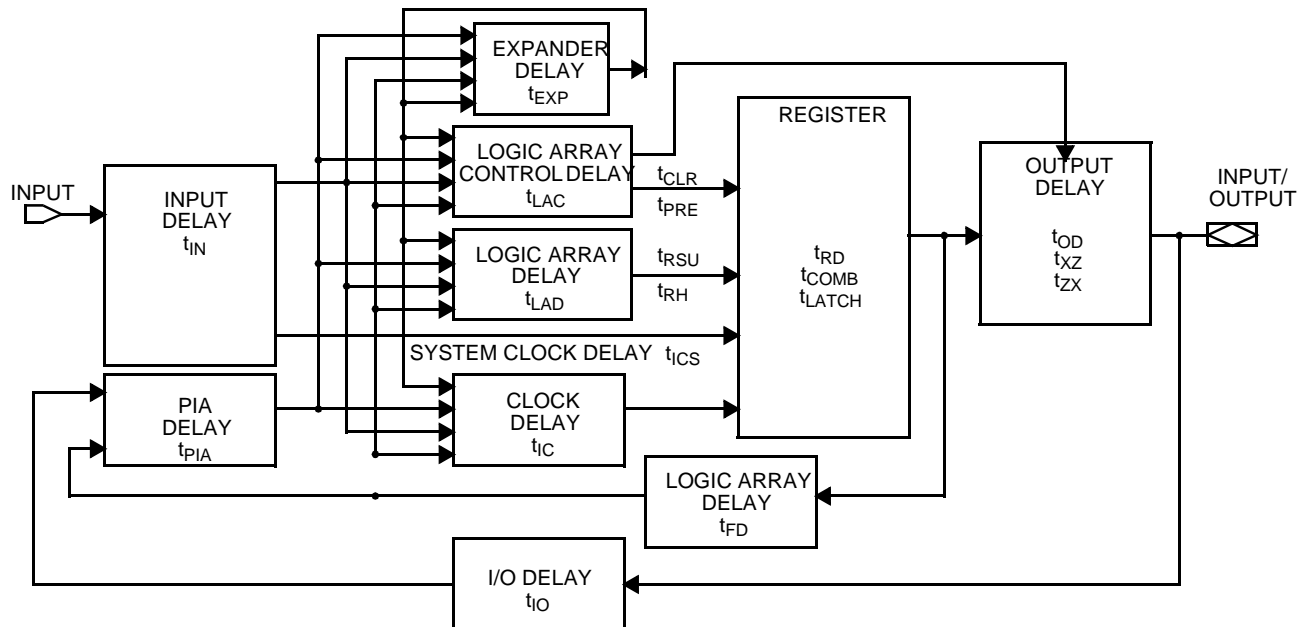 EXPANDER
DELAY
tEXP
REGISTER
LOGIC ARRAY
CONTROL DELAY
tLAC
tCLR
tPRE
OUTPUT
DELAY
INPUT
INPUT
DELAY
tIN
INPUT/
OUTPUT
tOD
tXZ
tZX
LOGIC ARRAY
DELAY
tLAD
tRSU
tRH
tRD
tCOMB
tLATCH
SYSTEM CLOCK DELAY tICS
PIA
DELAY
tPIA
CLOCK
DELAY
tIC
LOGIC ARRAY
DELAY
tFD
I/O DELAY
tIO